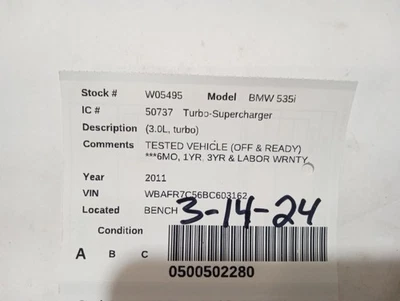 Stock # W05495 Model BMW 535i
IC # 50737 Turbo-Supercharger
Description (3.0L, turbo)
Comments TESTED VEHICLE (OFF & READY)
***6MO, 1YR. 3YR & LABOR WRNTY
Year 2011
VIN WBAFR7C56BC603162
Located BENCH 3-14-24
Condition
A B C
0500502280